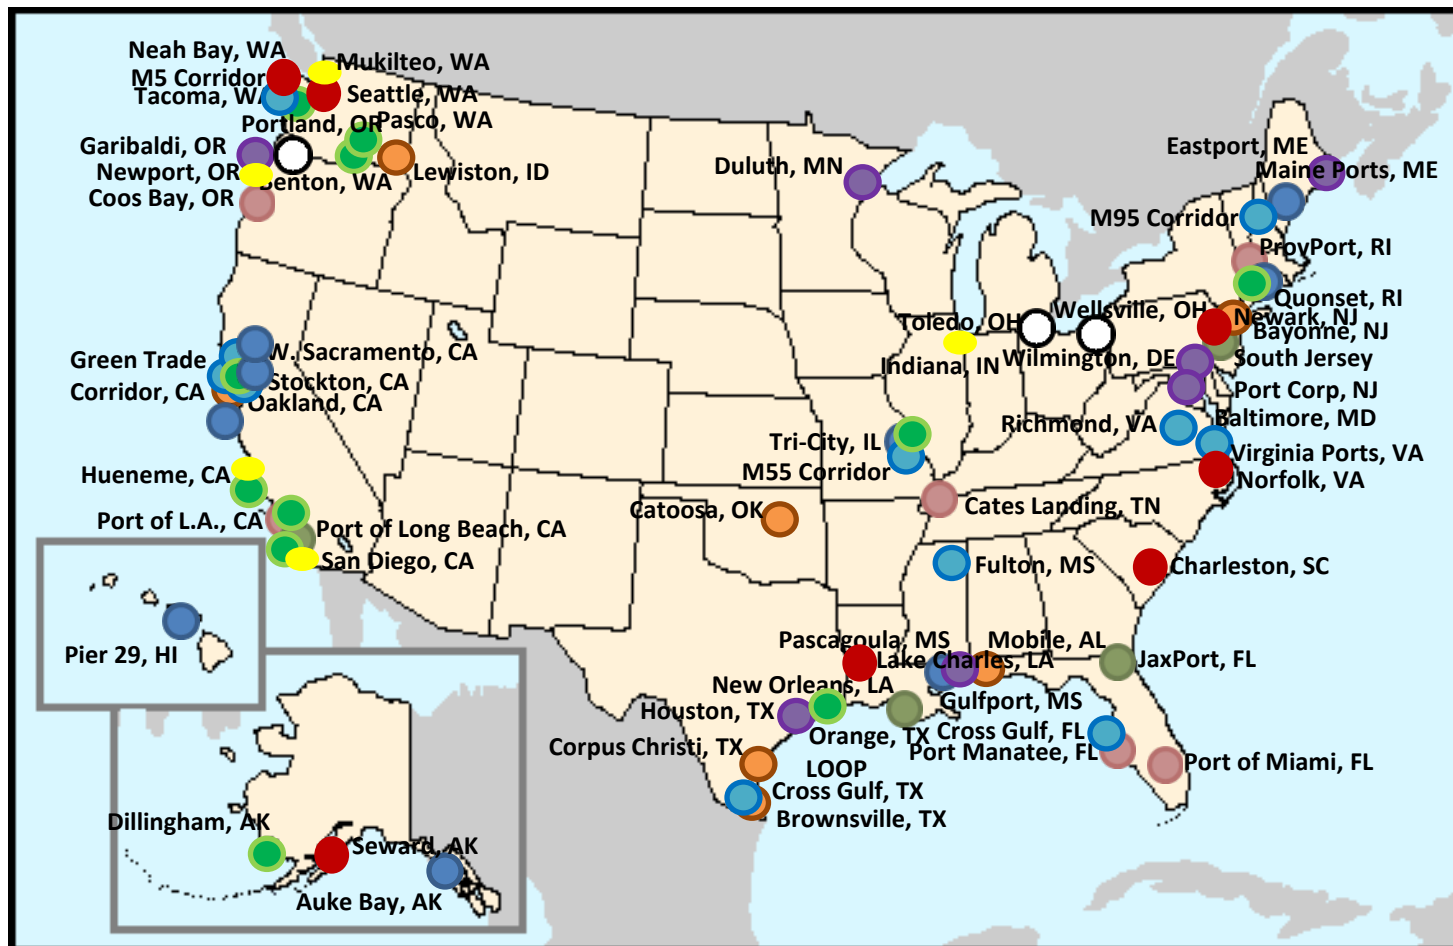 Neah Bay, WA
Mukilteo, WA
M5 Corridor
Tacoma, WA
Seattle, WA
Portland, OR
Pasco, WA
Garibaldi, OR
Newport, OR
Benton, WA
Lewiston, ID
Coos Bay, OR
Duluth, MN
Eastport, ME
Maine Ports, ME
M95 Corridor
ProvPort, RI
Quonset, RI
Toledo, OH
Wellsville, OH
Newark, NJ
Bayonne, NJ
Indiana, IN
Wilmington, DE
South Jersey
Port Corp, NJ
Green Trade
Corridor, CA
W. Sacramento, CA
Stockton, CA
Oakland, CA
Richmond, VA
Baltimore, MD
Virginia Ports, VA
Norfolk, VA
Tri-City, IL
M55 Corridor
Hueneme, CA
Port of L.A., CA
Port of Long Beach, CA
San Diego, CA
Catoosa, OK
Cates Landing, TN
Fulton, MS
Charleston, SC
Pier 29, HI
Pascagoula, MS
Mobile, AL
Lake Charles, LA
JaxPort, FL
New Orleans, LA
Gulfport, MS
Houston, TX
Orange, TX
Cross Gulf, FL
Port Manatee, FL
Corpus Christi, TX
LOOP
Port of Miami, FL
Cross Gulf, TX
Brownsville, TX
Dillingham, AK
Seward, AK
Auke Bay, AK